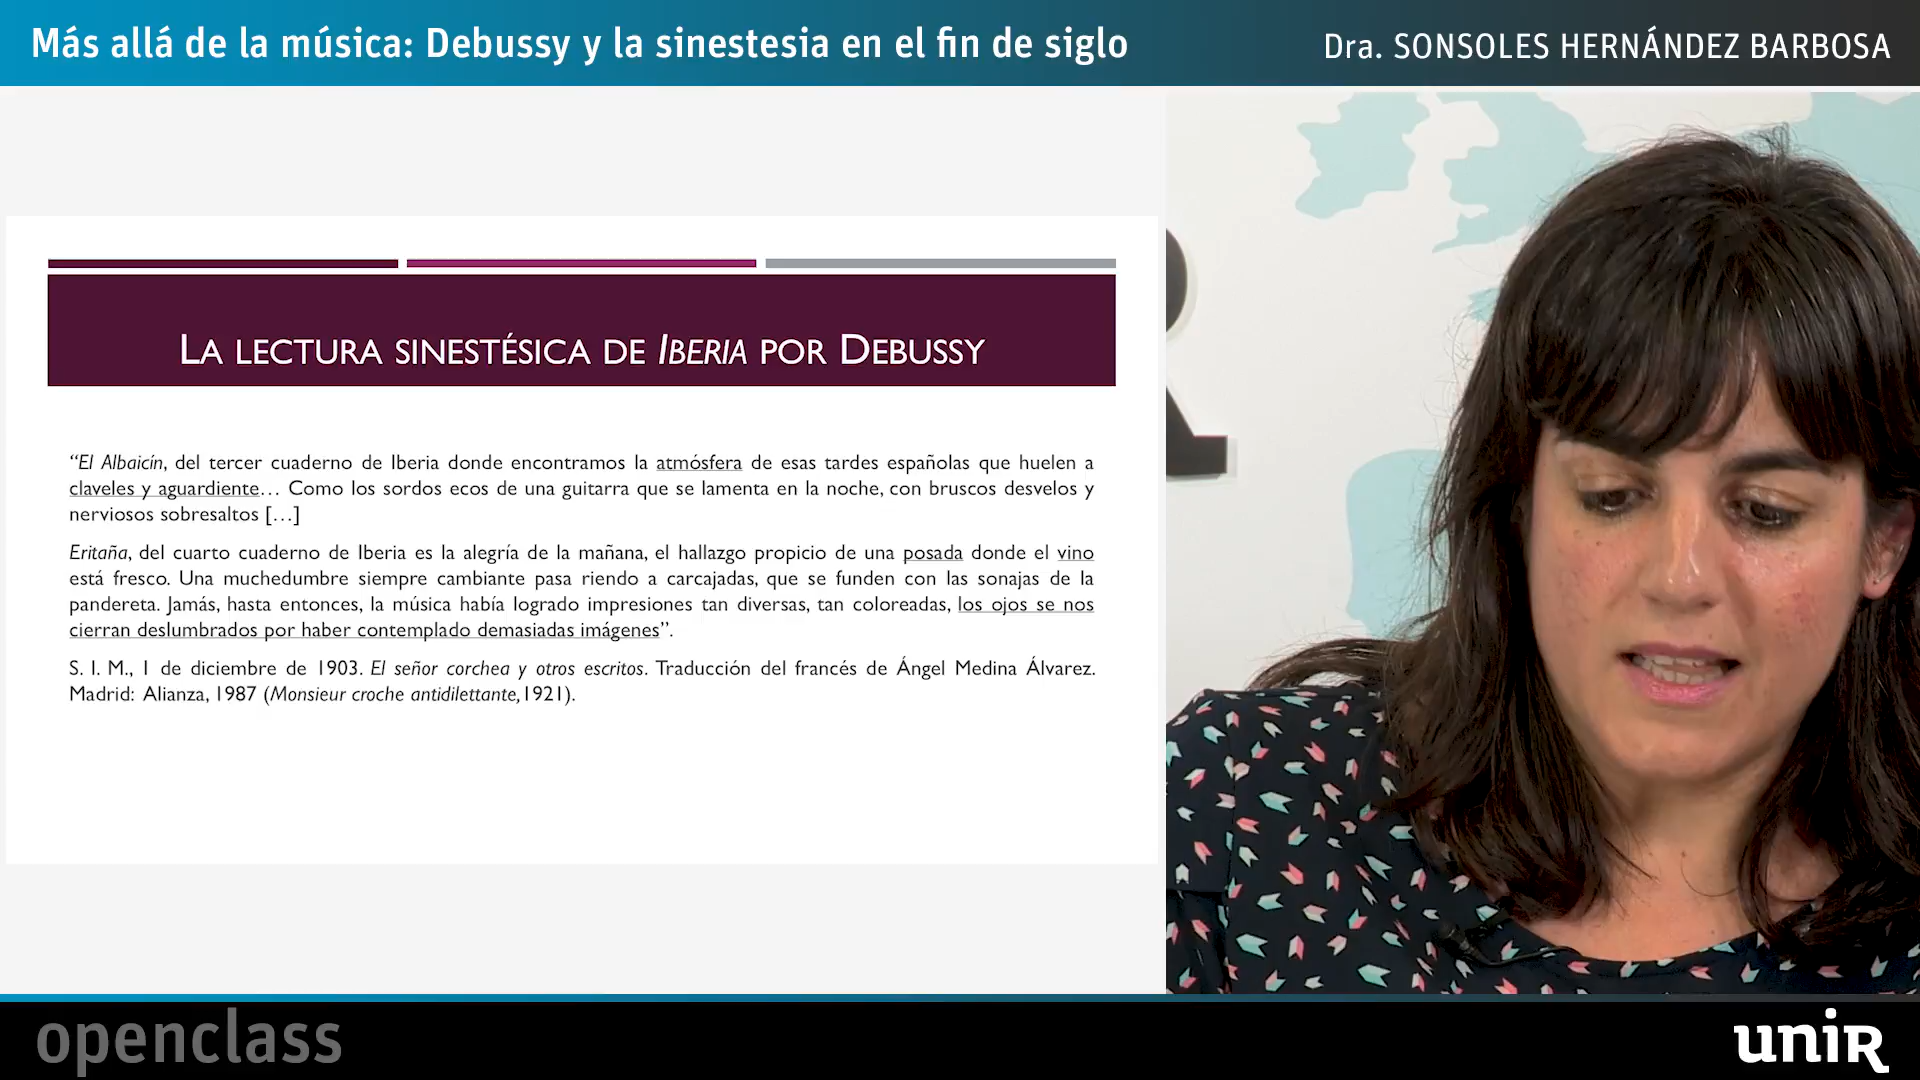 Más allá de la música: Debussy y la sinestesia en el fin de siglo
Dra. SONSOLES HERNÁNDEZ BARBOSA
LA LECTURA SINESTÉSICA DE IBERIA POR DEBUSSY
“El Albaicín, del tercer cuaderno de Iberia donde encontramos la atmósfera de esas tardes españolas que huelen a
claveles y aguardiente… Como los sordos ecos de una guitarra que se lamenta en la noche, con bruscos desvelos y
nerviosos sobresaltos […]
Eritaña, del cuarto cuaderno de Iberia es la alegría de la mañana, el hallazgo propicio de una posada donde el vino
está fresco. Una muchedumbre siempre cambiante pasa riendo a carcajadas, que se funden con las sonajas de la
pandereta. Jamás, hasta entonces, la música había logrado impresiones tan diversas, tan coloreadas, los ojos se nos
cierran deslumbrados por haber contemplado demasiadas imágenes”.
S. I. M., 1 de diciembre de 1903. El señor corchea y otros escritos. Traducción del francés de Ángel Medina Álvarez.
Madrid: Alianza, 1987 (Monsieur croche antidilettante,1921).
R
openclass
uniR